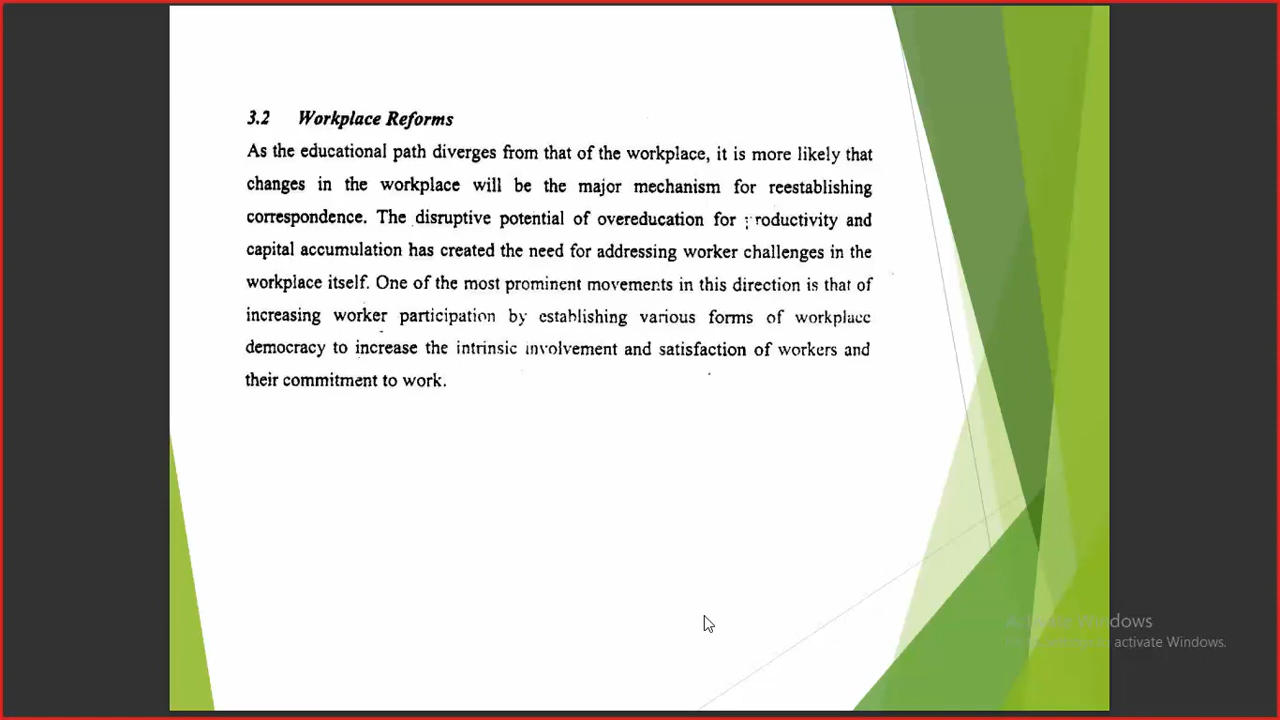 3.2 Workplace Reforms
As the educational path diverges from that of the workplace, it is more likely that
changes in the workplace will be the major mechanism for reestablishing
correspondence. The disruptive potential of overeducation for productivity and
capital accumulation has created the need for addressing worker challenges in the
workplace itself. One of the most prominent movements in this direction is that of
increasing worker participation by establishing various forms of workplace
democracy to increase the intrinsic involvement and satisfaction of workers and
their commitment to work.
Activate Windows
activate Windows.